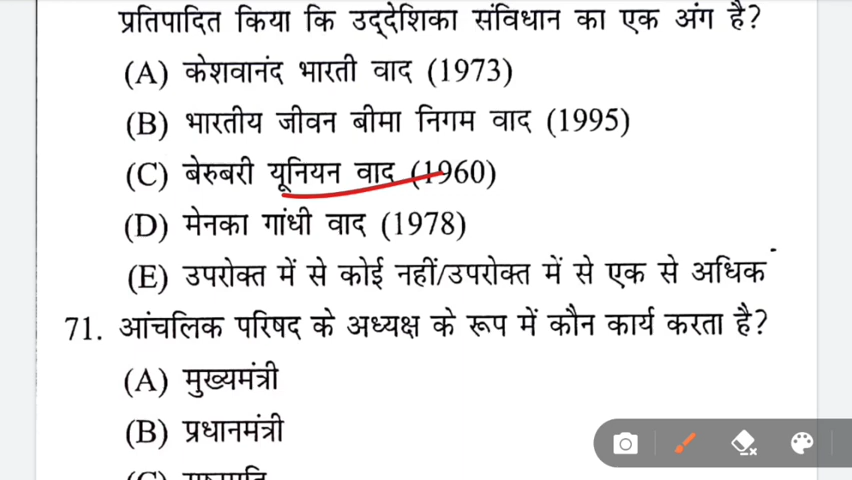 प्रतिपादित किया कि उद्देशिका संविधान का एक अंग है?
(A) केशवानंद भारती वाद (1973)
(B) भारतीय जीवन बीमा निगम वाद (1995)
(C) बेरुबरी यूनियन वाद (1960)
(D) मेनका गांधी वाद (1978)
(E) उपरोक्त में से कोई नहीं/उपरोक्त में से एक से अधिक
71. आंचलिक परिषद के अध्यक्ष के रूप में कौन कार्य करता है?
(A) मुख्यमंत्री
(B) प्रधानमंत्री